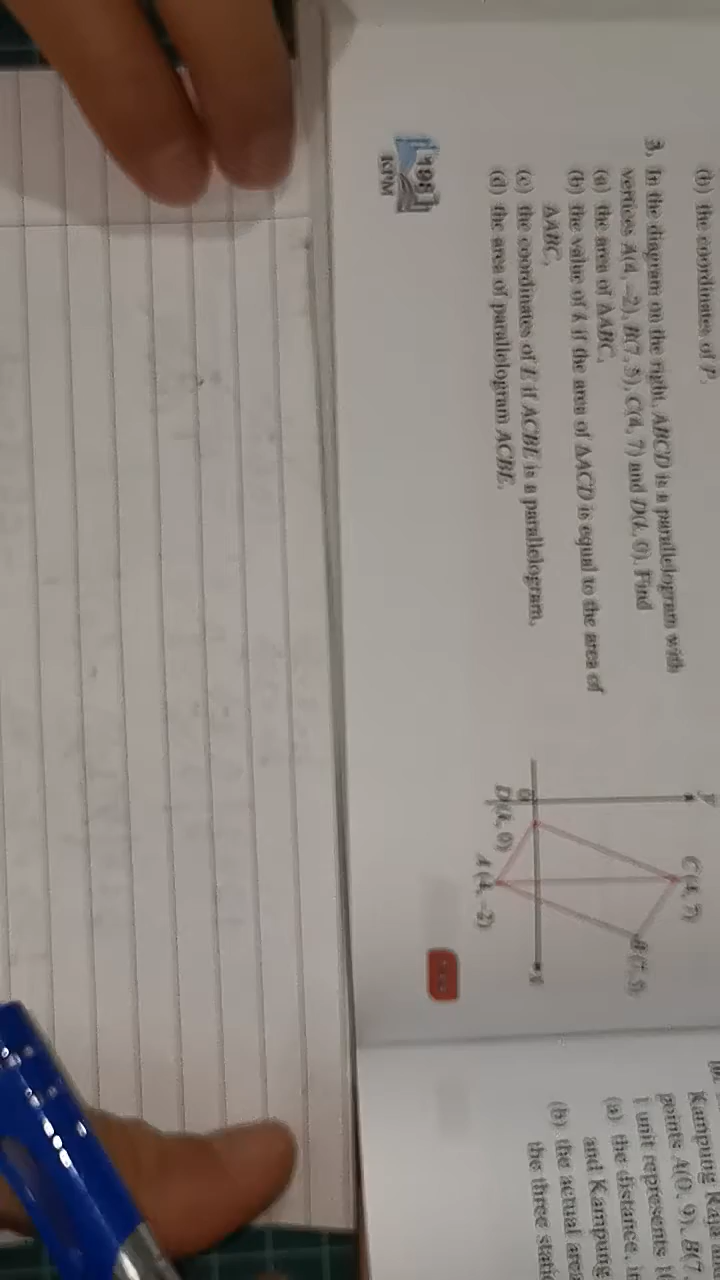 (b) the coordinates of P.
3. In the diagram on the right, ABCD is a parallelogram with
vertices A(4, −2), B(7, 5), C(4, 7) and D(k, 0). Find
(a) the area of ΔABC,
(b) the value of k if the area of ΔACD is equal to the area of
ΔABC,
(c) the coordinates of E if ACBE is a parallelogram,
(d) the area of parallelogram ACBE.
198
KPM
y
C(4, 7)
B(7, 5)
0
x
D(k, 0)
A(4, −2)
Kampung
points A(0, 9), B(7
1 unit represents 1
(a) the distance, i
and Kampung
(b) the actual area
the three stati